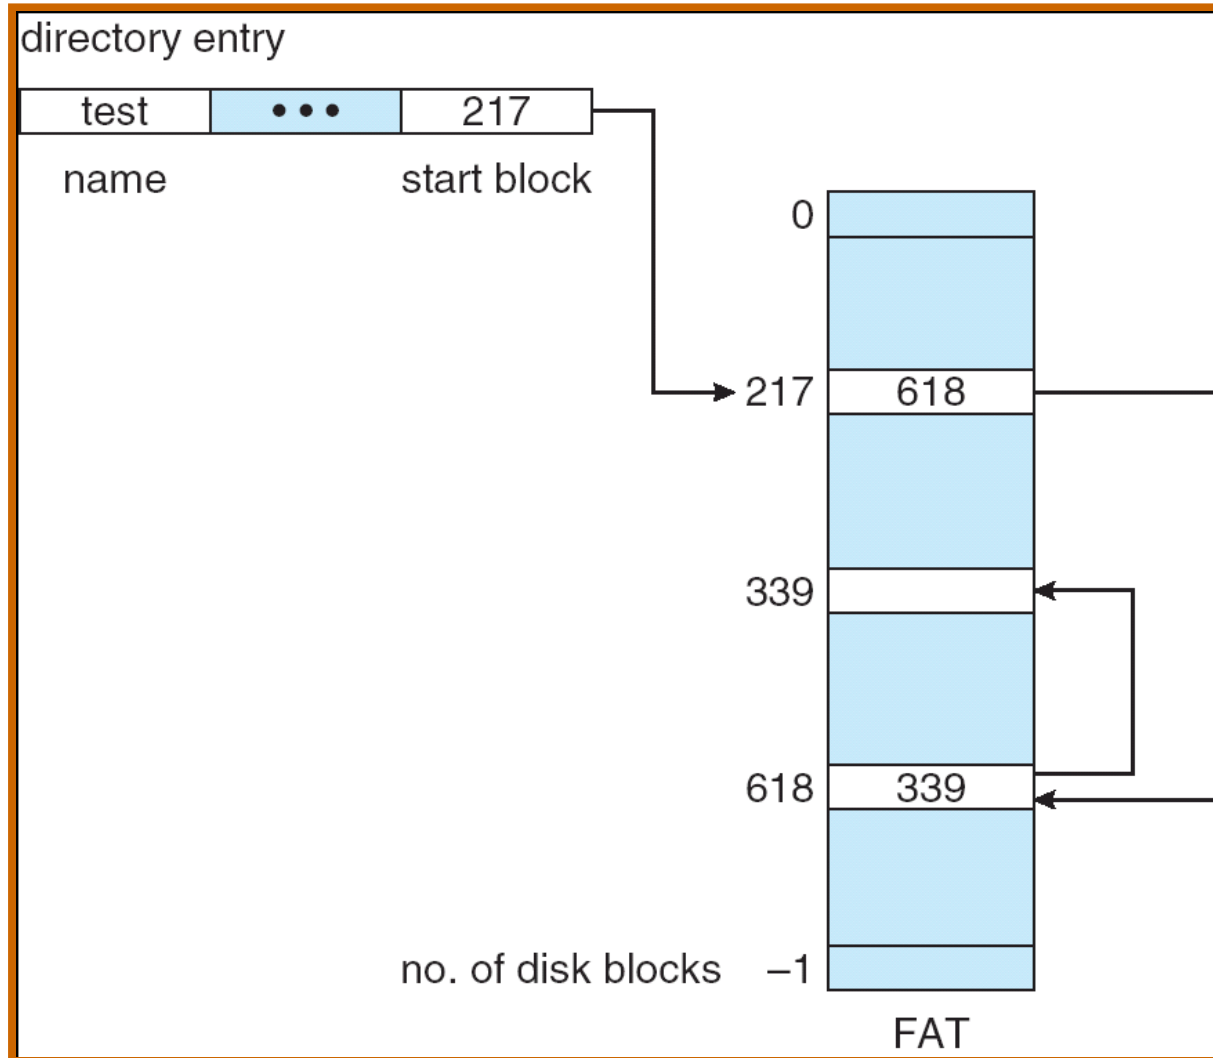 directory entry
test ••• 217
name start block
0
217 618
339
618 339
no. of disk blocks –1
FAT